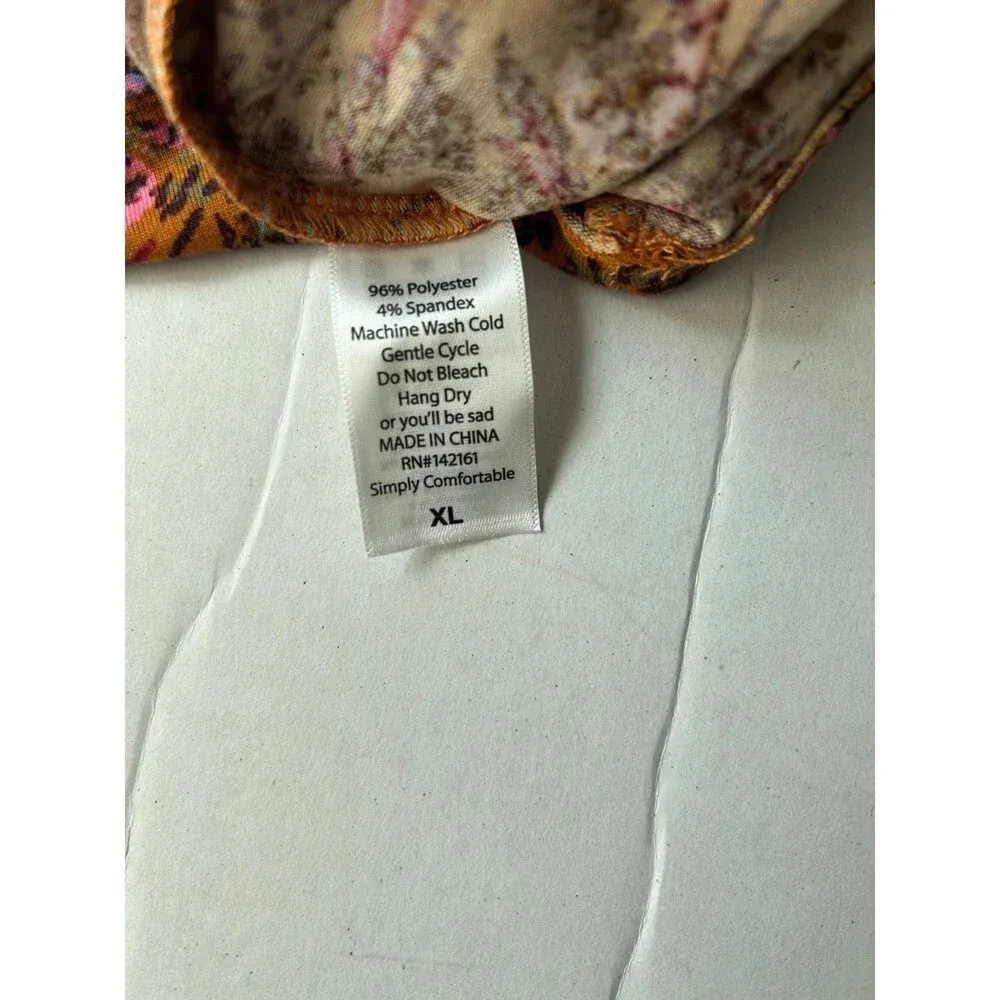 96% Polyester
4% Spandex
Machine Wash Cold
Gentle Cycle
Do Not Bleach
Hang Dry
or you'll be sad
MADE IN CHINA
RN#142161
Simply Comfortable
XL